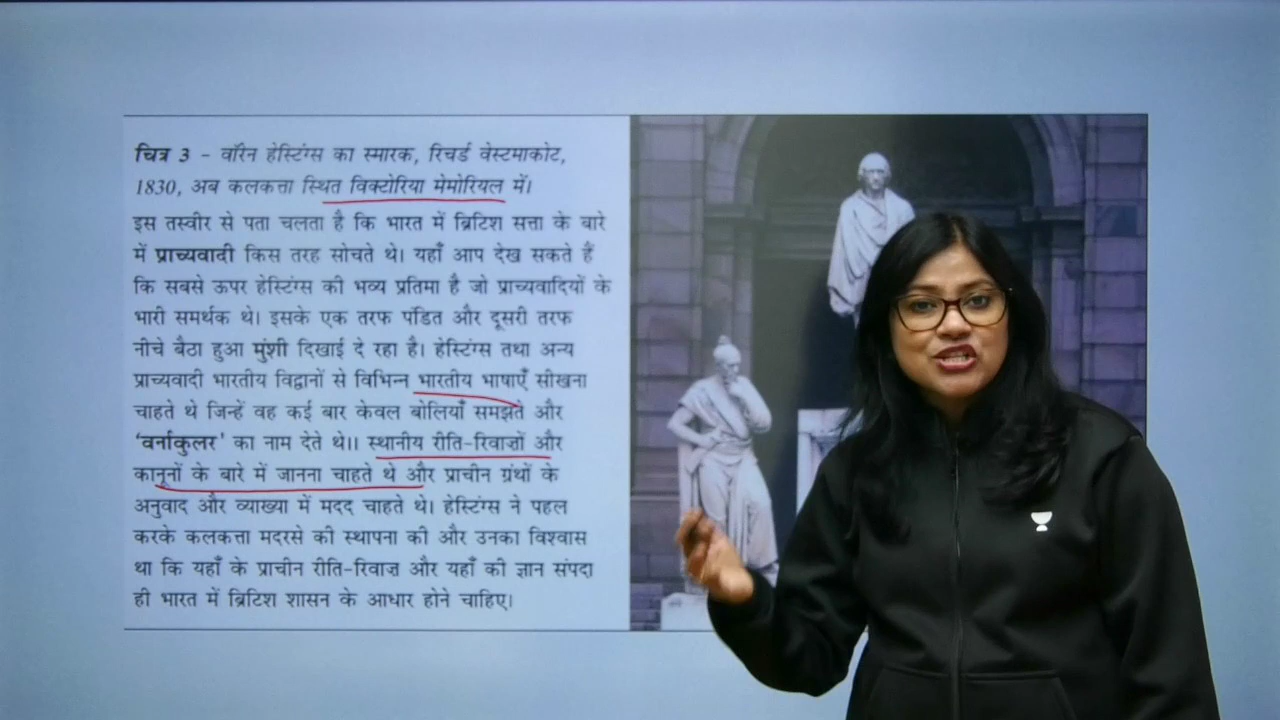 चित्र 3 – वॉरेन हेस्टिंग्स का स्मारक, रिचर्ड वेस्टमाकोट,
1830, अब कलकत्ता स्थित विक्टोरिया मेमोरियल में।
इस तस्वीर से पता चलता है कि भारत में ब्रिटिश सत्ता के बारे
में प्राच्यवादी किस तरह सोचते थे। यहाँ आप देख सकते हैं
कि सबसे ऊपर हेस्टिंग्स की भव्य प्रतिमा है जो प्राच्यवादियों के
भारी समर्थक थे। इसके एक तरफ पंडित और दूसरी तरफ
नीचे बैठा हुआ मुंशी दिखाई दे रहा है। हेस्टिंग्स तथा अन्य
प्राच्यवादी भारतीय विद्वानों से विभिन्न भारतीय भाषाएँ सीखना
चाहते थे जिन्हें वह कई बार केवल बोलियाँ समझते और
'वर्नाकुलर' का नाम देते थे।। स्थानीय रीति-रिवाज़ों और
कानूनों के बारे में जानना चाहते थे और प्राचीन ग्रंथों के
अनुवाद और व्याख्या में मदद चाहते थे। हेस्टिंग्स ने पहल
करके कलकत्ता मदरसे की स्थापना की और उनका विश्वास
था कि यहाँ के प्राचीन रीति-रिवाज़ और यहाँ की ज्ञान संपदा
ही भारत में ब्रिटिश शासन के आधार होने चाहिए।